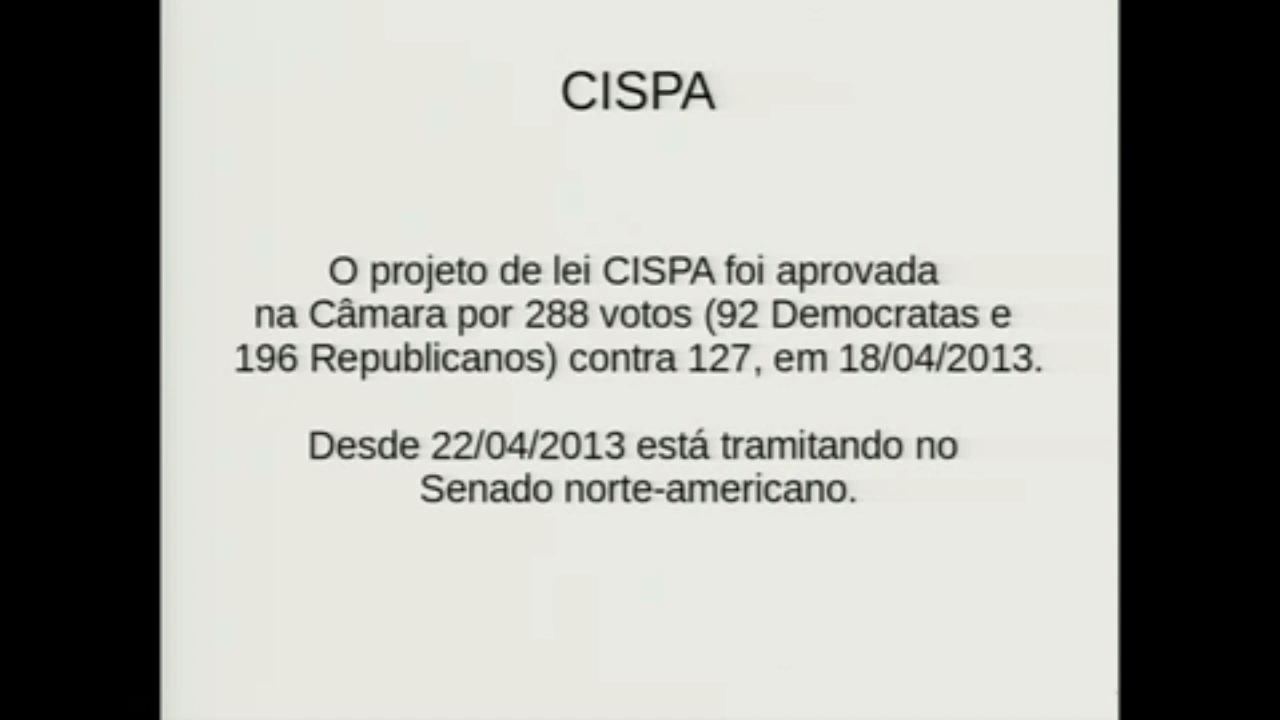 CISPA
O projeto de lei CISPA foi aprovada
na Câmara por 288 votos (92 Democratas e
196 Republicanos) contra 127, em 18/04/2013.
Desde 22/04/2013 está tramitando no
Senado norte-americano.